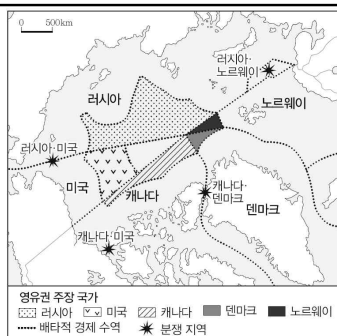 0 500km
러시아·
노르웨이
러시아
노르웨이
러시아·미국
미국
캐나다
캐나다·
덴마크
덴마크
캐나다·미국
영유권 주장 국가
러시아 미국 캐나다 덴마크 노르웨이
배타적 경제 수역 분쟁 지역